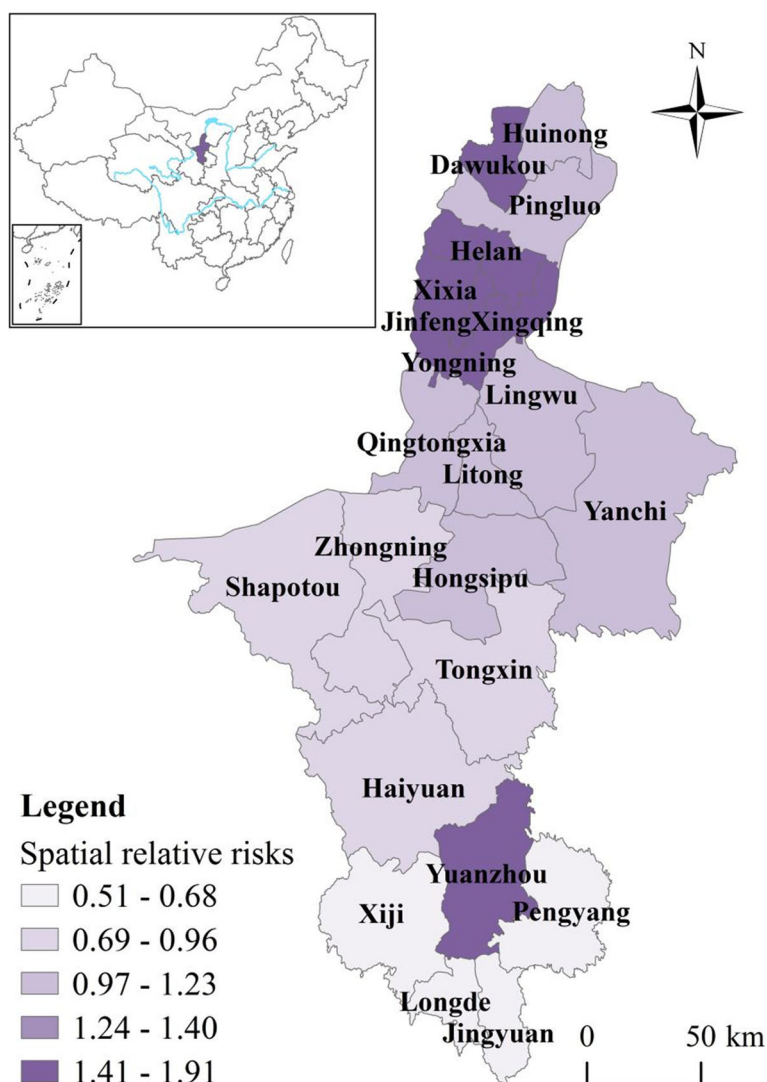 N
Huinong
Dawukou
Pingluo
Helan
Xixia
JinfengXingqing
Yongning
Lingwu
Qingtongxia
Litong
Yanchi
Zhongning
Hongsipu
Shapotou
Tongxin
Haiyuan
Yuanzhou
Xiji
Pengyang
Longde
Jingyuan
Legend
Spatial relative risks
0.51 - 0.68
0.69 - 0.96
0.97 - 1.23
1.24 - 1.40
1.41 - 1.91
0 50 km